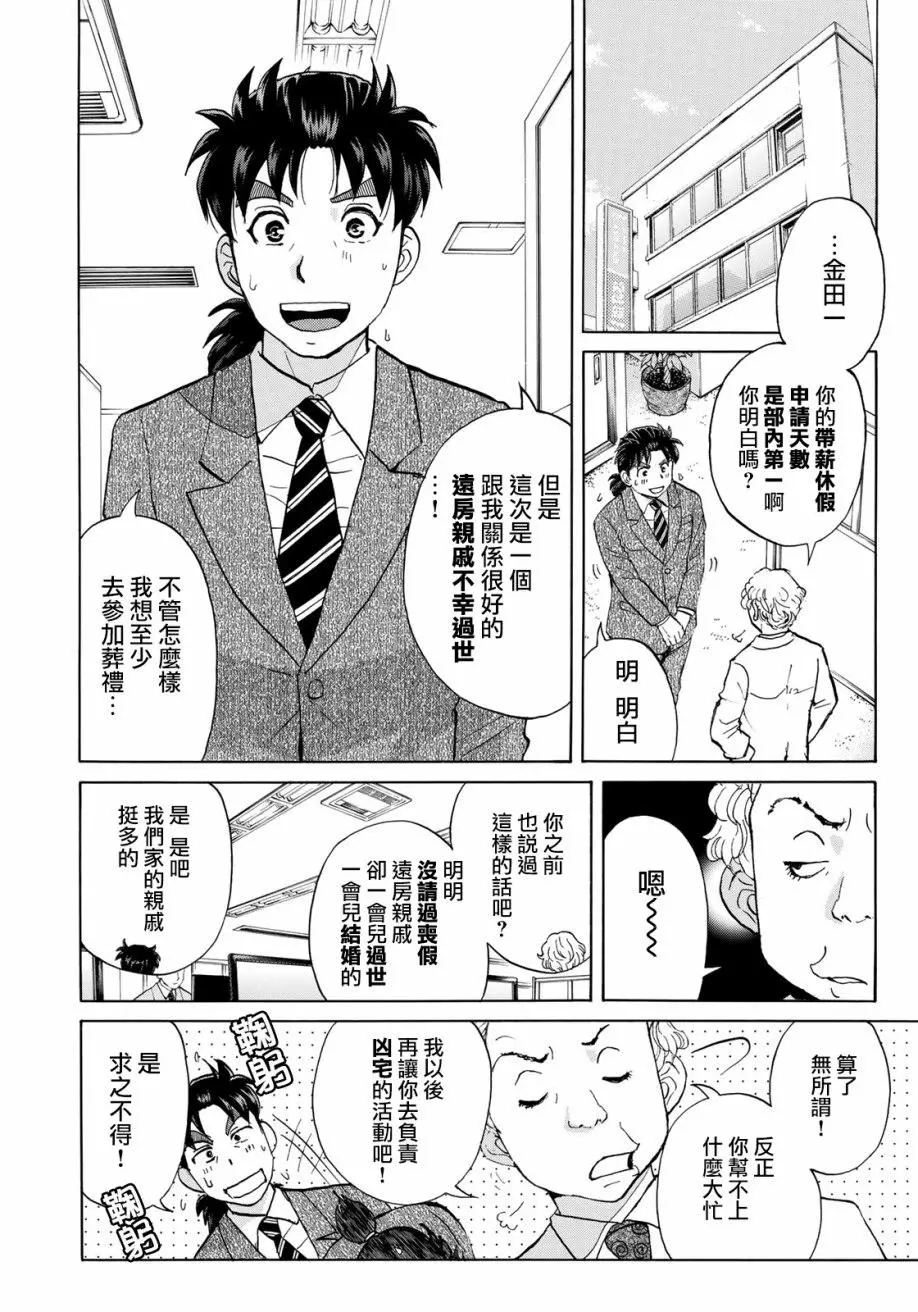 …金田一
你的帶薪休假
申請天數
是部內第一啊
你明白嗎？
明 明白
但是
這次是一個
跟我關係很好的
遠房親戚不幸過世
…！
不管怎麼樣
我想至少
去參加葬禮…
嗯~~~
你之前
也說過
這樣的話吧？
明明
沒請過喪假
遠房親戚
卻一會兒過世
一會兒結婚的
是 是吧
我們家的親戚
挺多的
算了
無所謂！
反正
你幫不上
什麼大忙
我以後
再讓你去負責
凶宅的活動吧！
鞠躬
是
求之不得！
鞠躬